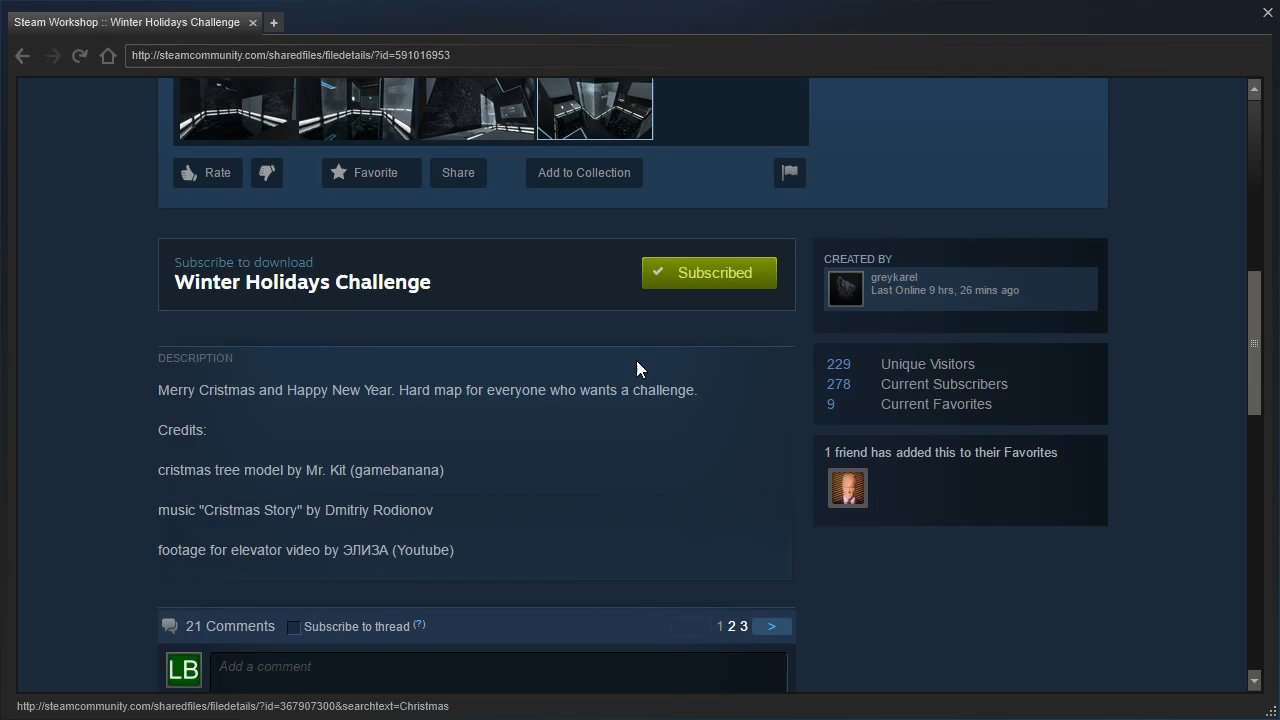 Steam Workshop :: Winter Holidays Challenge
http://steamcommunity.com/sharedfiles/filedetails/?id=591016953
Rate
Favorite
Share
Add to Collection
Subscribe to download
Winter Holidays Challenge
Subscribed
CREATED BY
greykarel
Last Online 9 hrs, 26 mins ago
229 Unique Visitors
278 Current Subscribers
9 Current Favorites
1 friend has added this to their Favorites
DESCRIPTION
Merry Cristmas and Happy New Year. Hard map for everyone who wants a challenge.
Credits:
cristmas tree model by Mr. Kit (gamebanana)
music "Cristmas Story" by Dmitriy Rodionov
footage for elevator video by ЭЛИЗА (Youtube)
21 Comments Subscribe to thread (?) 1 2 3 >
LB
Add a comment
http://steamcommunity.com/sharedfiles/filedetails/?id=367907300&searchtext=Christmas